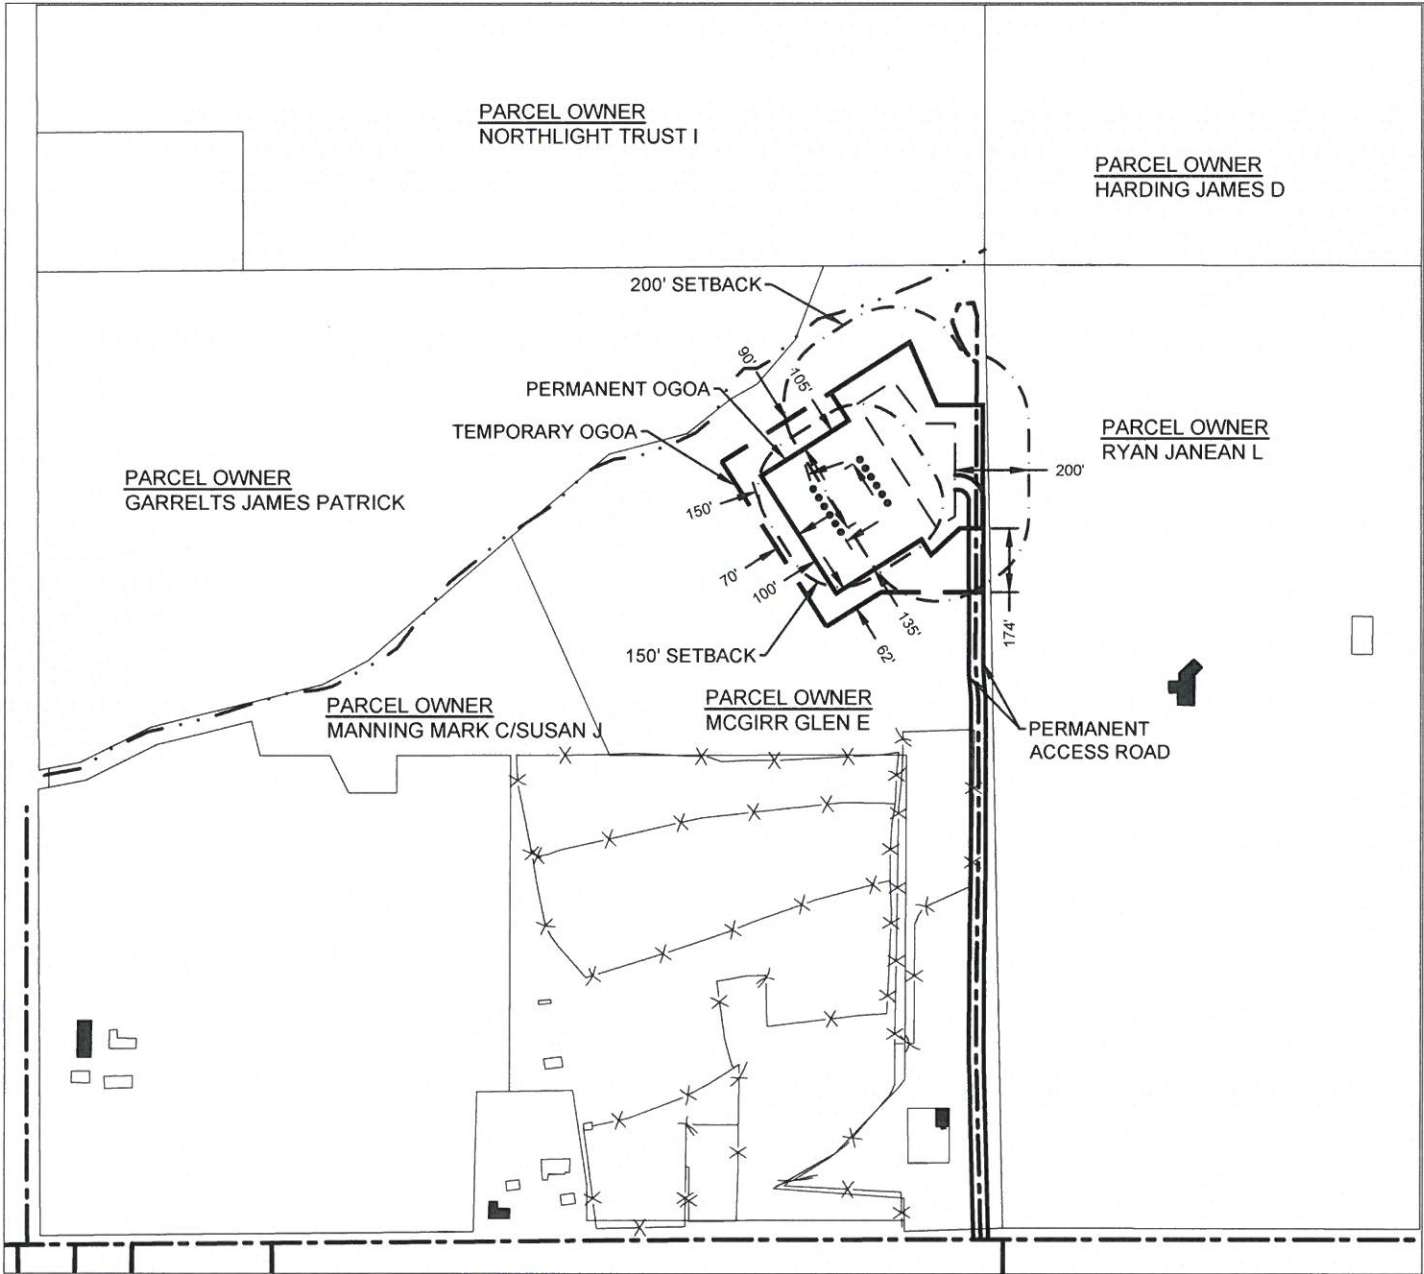 PARCEL OWNER
NORTHLIGHT TRUST I
PARCEL OWNER
HARDING JAMES D
200' SETBACK
90'
105'
PERMANENT OGOA
TEMPORARY OGOA
PARCEL OWNER
RYAN JANEAN L
200'
PARCEL OWNER
GARRELTS JAMES PATRICK
150'
70'
100'
135'
174'
62'
150' SETBACK
PARCEL OWNER
MANNING MARK C/SUSAN J
PARCEL OWNER
MCGIRR GLEN E
PERMANENT
ACCESS ROAD